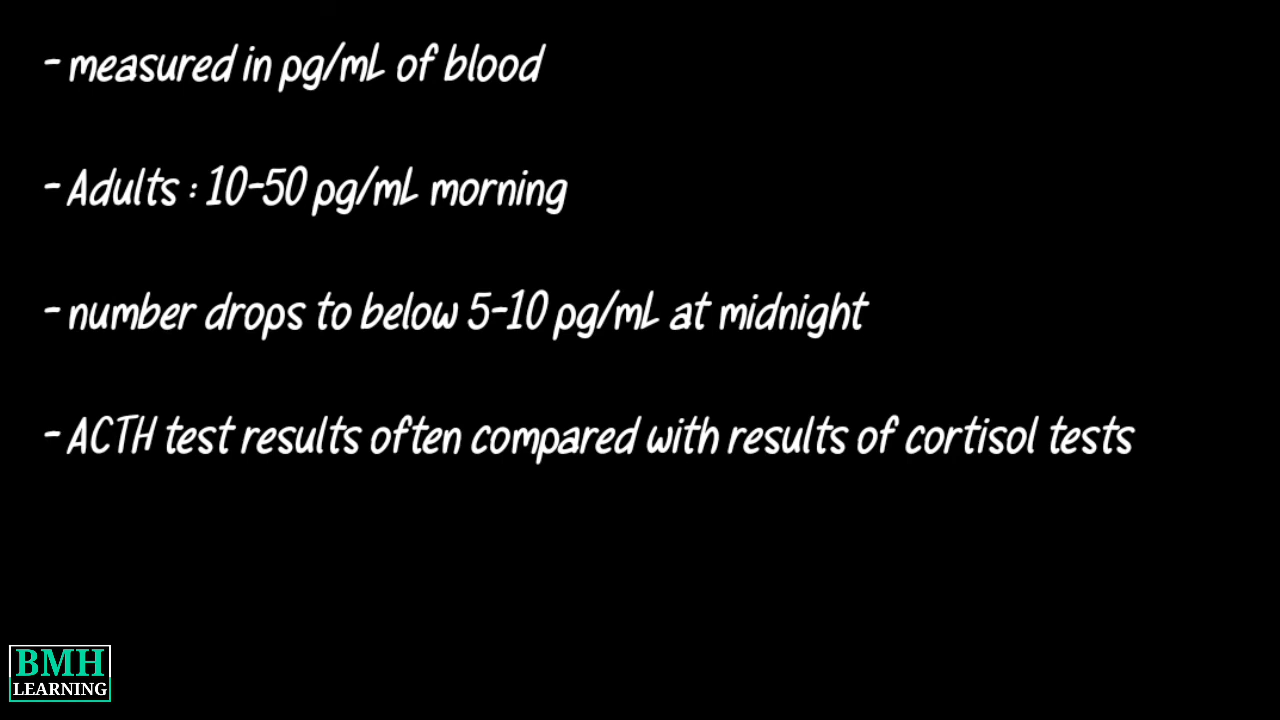 - measured in pg/mL of blood
- Adults : 10-50 pg/mL morning
- number drops to below 5-10 pg/mL at midnight
- ACTH test results often compared with results of cortisol tests
BMH
LEARNING